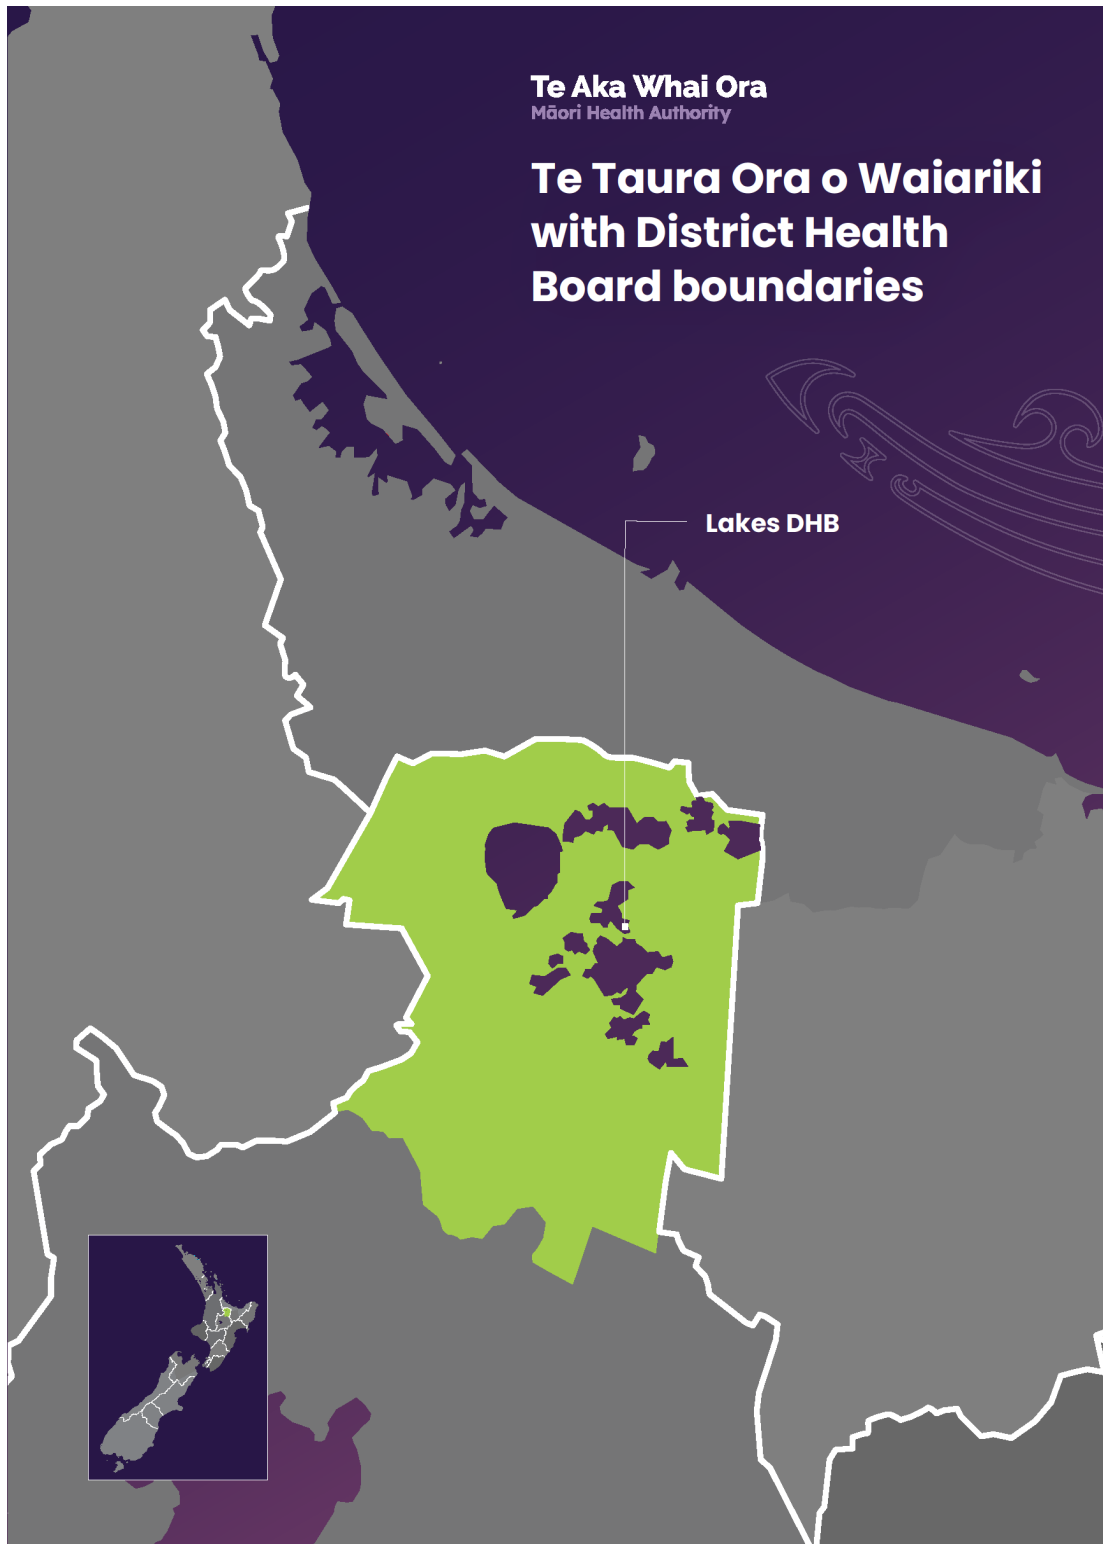 Te Aka Whai Ora
Māori Health Authority
Te Taura Ora o Waiariki
with District Health
Board boundaries
Lakes DHB